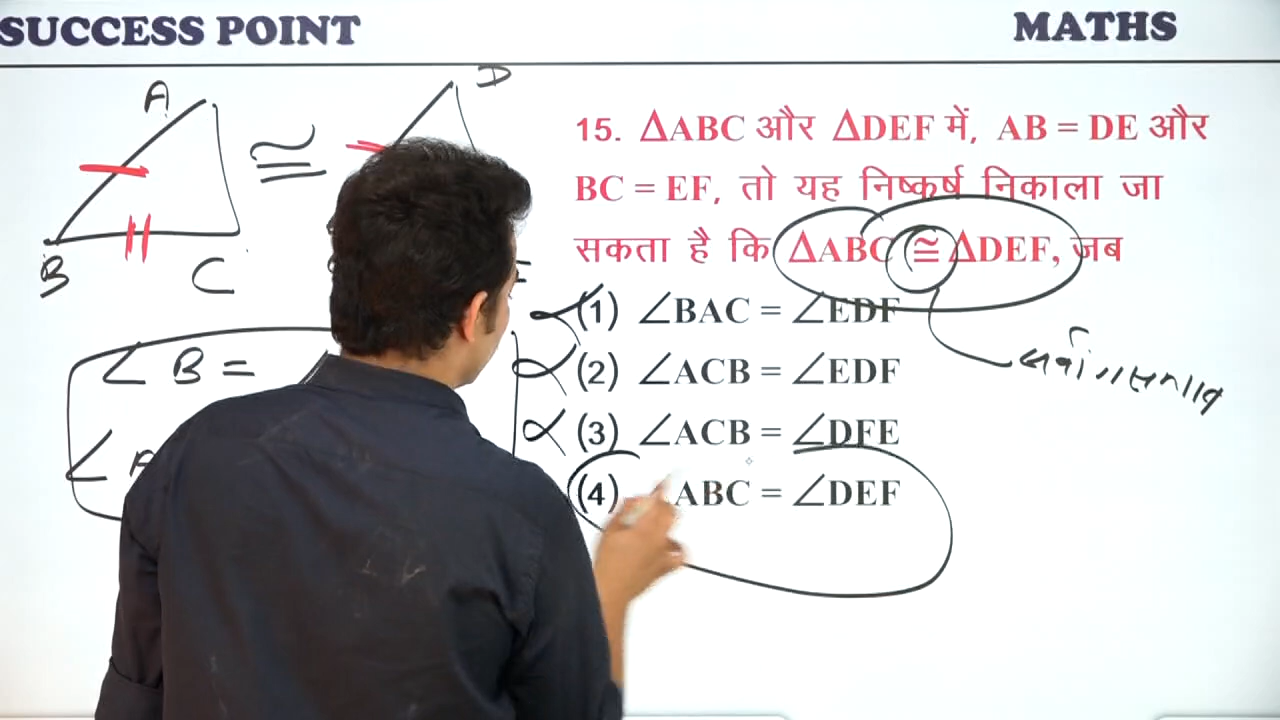 SUCCESS POINT
MATHS
A
D
≅
B
C
∠ B =
15. ΔABC और ΔDEF में, AB = DE और
BC = EF, तो यह निष्कर्ष निकाला जा
सकता है कि ΔABC ≅ ΔDEF, जब
(1) ∠BAC = ∠EDF
(2) ∠ACB = ∠EDF
(3) ∠ACB = ∠DFE
(4) ∠ABC = ∠DEF